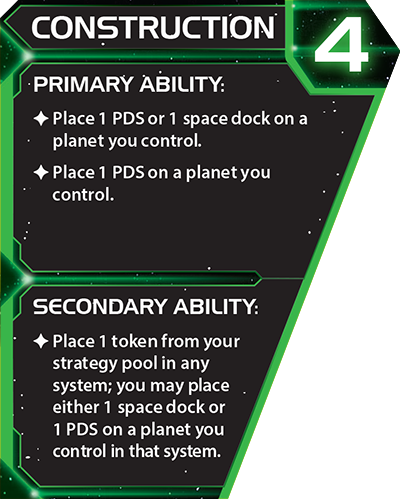 CONSTRUCTION 4
PRIMARY ABILITY:
Place 1 PDS or 1 space dock on a
planet you control.
Place 1 PDS on a planet you
control.
SECONDARY ABILITY:
Place 1 token from your
strategy pool in any
system; you may place
either 1 space dock or
1 PDS on a planet you
control in that system.